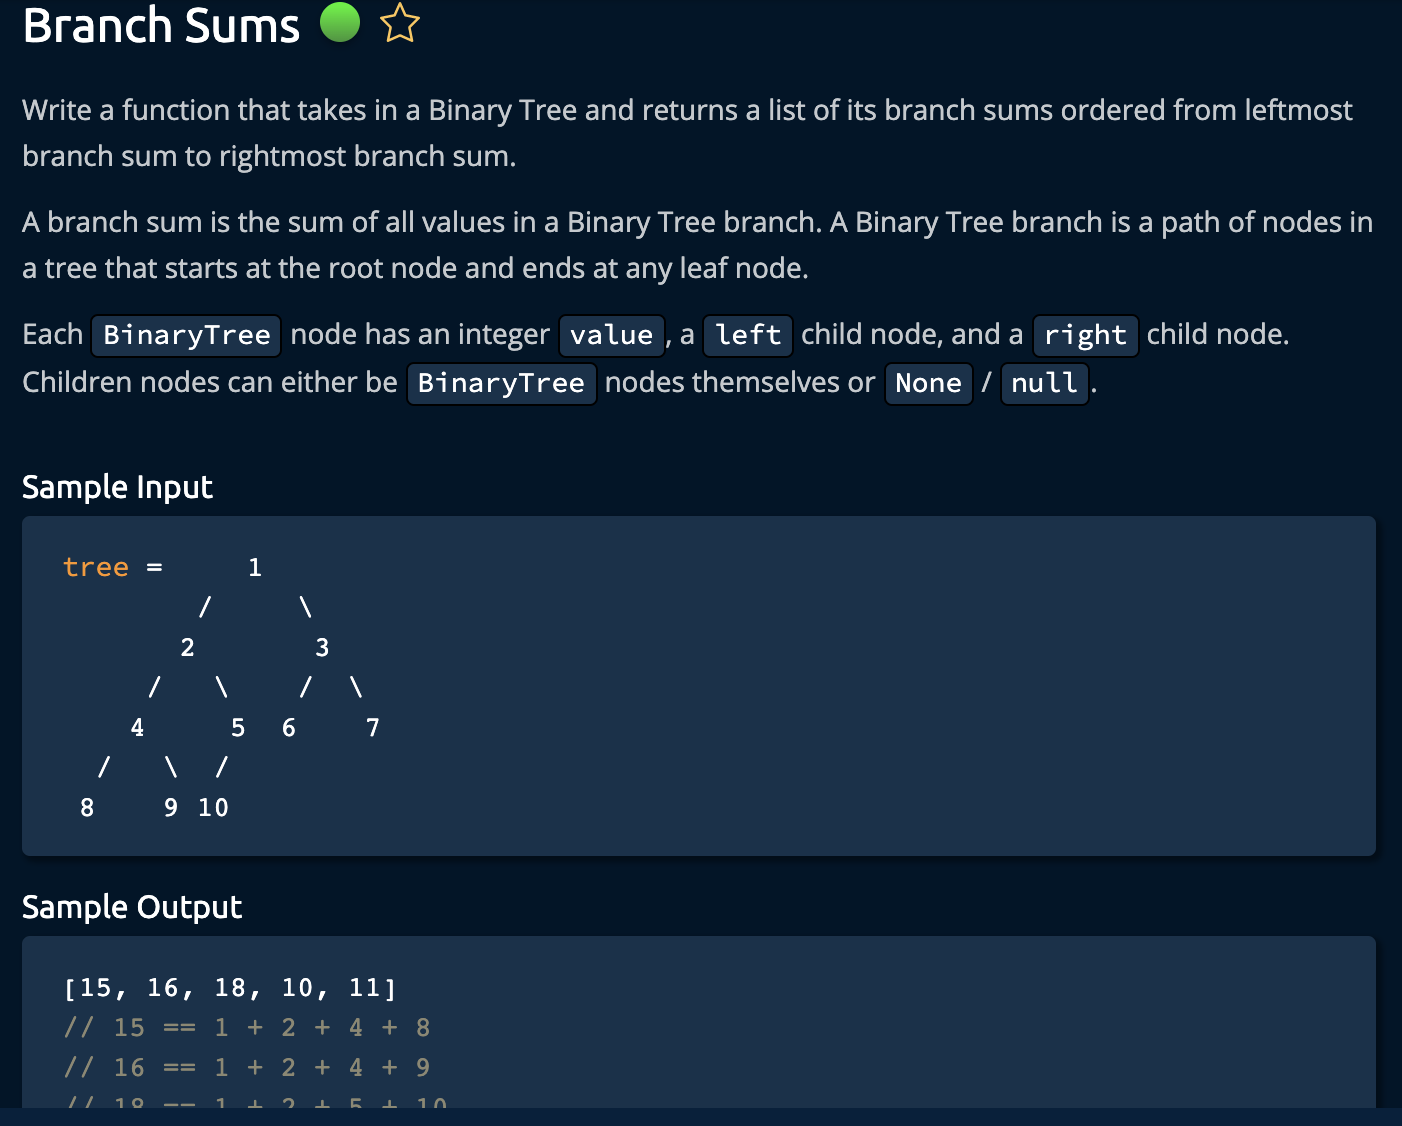 Branch Sums
Write a function that takes in a Binary Tree and returns a list of its branch sums ordered from leftmost
branch sum to rightmost branch sum.
A branch sum is the sum of all values in a Binary Tree branch. A Binary Tree branch is a path of nodes in
a tree that starts at the root node and ends at any leaf node.
Each BinaryTree node has an integer value, a left child node, and a right child node.
Children nodes can either be BinaryTree nodes themselves or None / null.
Sample Input
tree =     1
        /     \
       2       3
     /   \    /  \
    4     5  6    7
  /   \  /
 8    9 10
Sample Output
[15, 16, 18, 10, 11]
// 15 == 1 + 2 + 4 + 8
// 16 == 1 + 2 + 4 + 9
// 18 == 1 + 2 + 5 + 10